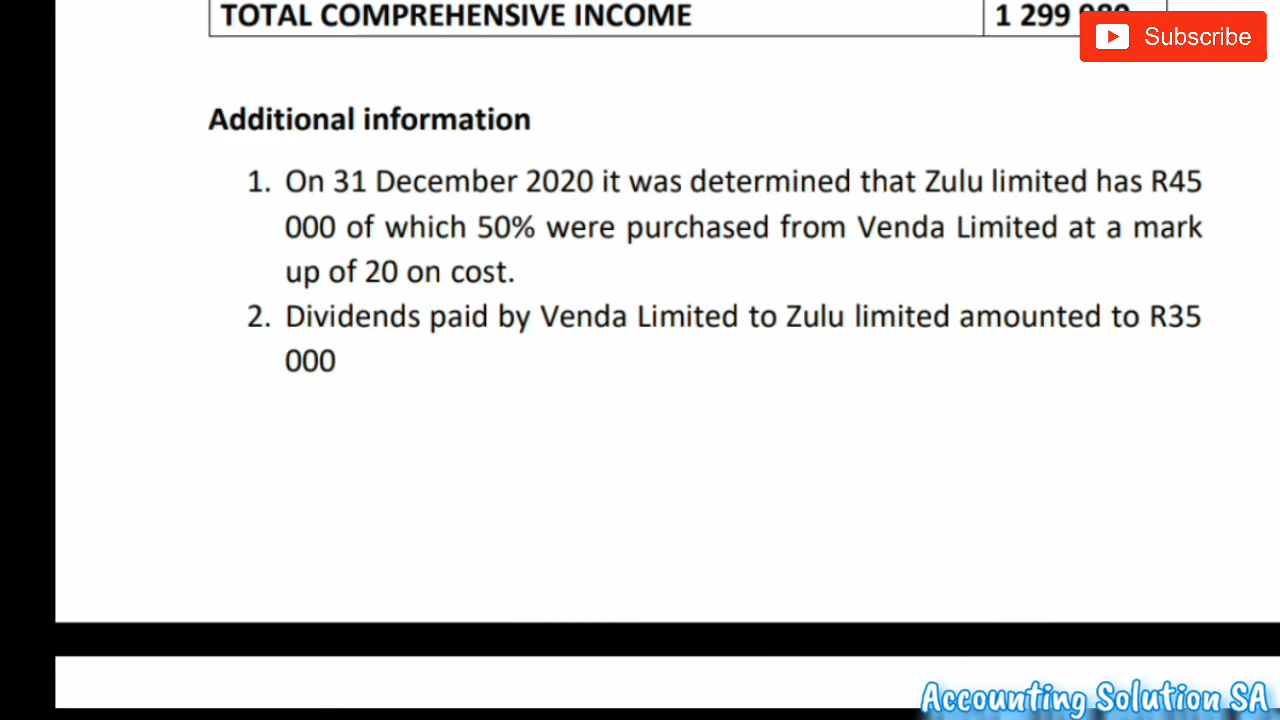 TOTAL COMPREHENSIVE INCOME 1 299
Subscribe
Additional information
1. On 31 December 2020 it was determined that Zulu limited has R45
000 of which 50% were purchased from Venda Limited at a mark
up of 20 on cost.
2. Dividends paid by Venda Limited to Zulu limited amounted to R35
000
Accounting Solution SA